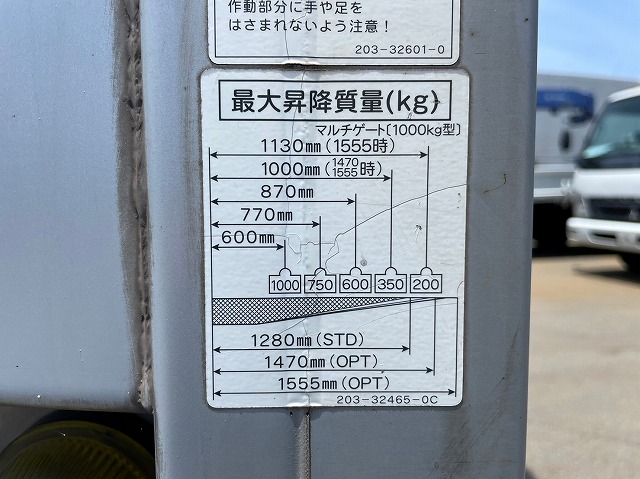 作動部分に手や足を
はさまれないよう注意!
203-32601-0
最大昇降質量(kg)
マルチゲート〔1000kg型〕
1130mm(1555時)
1000mm(1470 1555時)
870mm
770mm
600mm
1000 750 600 350 200
1280mm(STD)
1470mm(OPT)
1555mm(OPT)
203-32465-0C